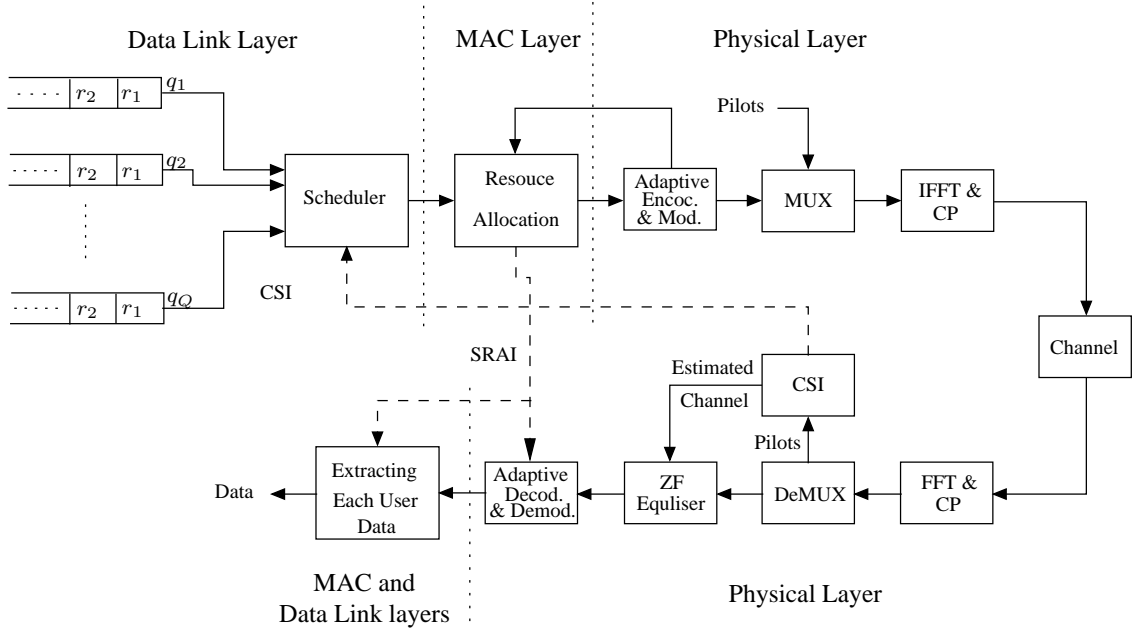 Data Link Layer
MAC Layer
Physical Layer
····· r₂ r₁ q₁
····· r₂ r₁ q₂
····· r₂ r₁ q_Q
Scheduler
CSI
Resouce
Allocation
Adaptive
Encoc.
& Mod.
Pilots
MUX
IFFT &
CP
Channel
SRAI
Estimated
Channel
CSI
Pilots
Data
Extracting
Each User
Data
Adaptive
Decod.
& Demod.
ZF
Equliser
DeMUX
FFT &
CP
MAC and
Data Link layers
Physical Layer